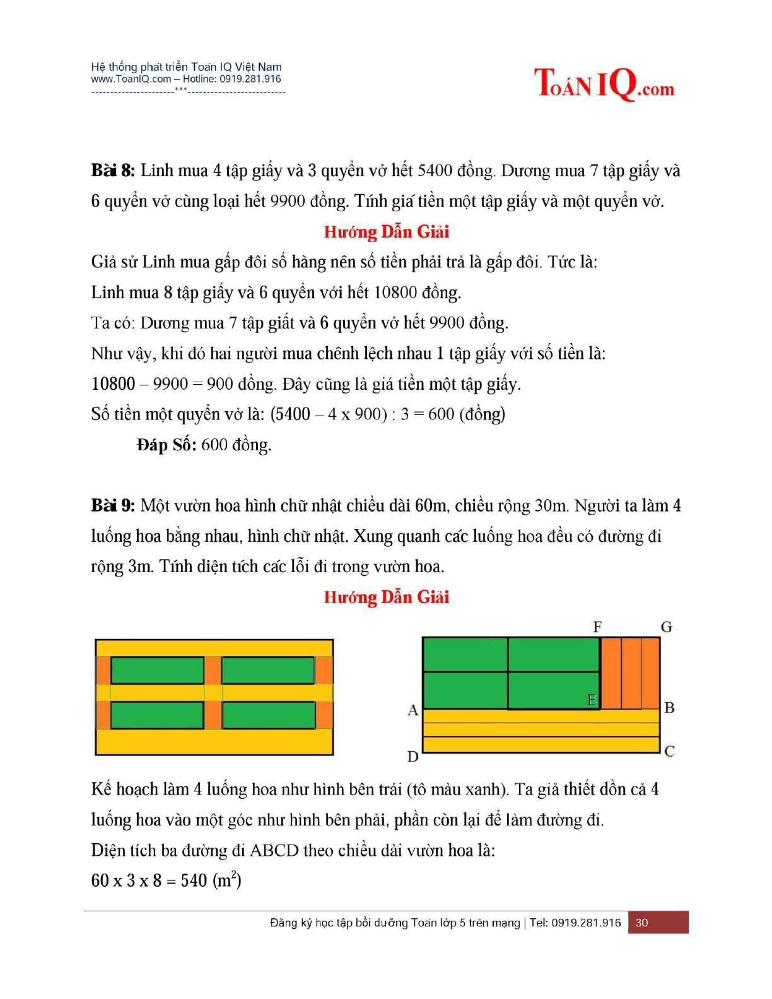 Hệ thống phát triển Toán IQ Việt Nam
www.ToanIQ.com – Hotline: 0919.281.916
----------------------***--------------------------
TOÁN IQ.com
Bài 8: Linh mua 4 tập giấy và 3 quyển vở hết 5400 đồng. Dương mua 7 tập giấy và
6 quyển vở cùng loại hết 9900 đồng. Tính giá tiền một tập giấy và một quyển vở.
Hướng Dẫn Giải
Giả sử Linh mua gấp đôi số hàng nên số tiền phải trả là gấp đôi. Tức là:
Linh mua 8 tập giấy và 6 quyển với hết 10800 đồng.
Ta có: Dương mua 7 tập giất và 6 quyển vở hết 9900 đồng.
Như vậy, khi đó hai người mua chênh lệch nhau 1 tập giấy với số tiền là:
10800 – 9900 = 900 đồng. Đây cũng là giá tiền một tập giấy.
Số tiền một quyển vở là: (5400 – 4 x 900) : 3 = 600 (đồng)
Đáp Số: 600 đồng.
Bài 9: Một vườn hoa hình chữ nhật chiều dài 60m, chiều rộng 30m. Người ta làm 4
luống hoa bằng nhau, hình chữ nhật. Xung quanh các luống hoa đều có đường đi
rộng 3m. Tính diện tích các lỗi đi trong vườn hoa.
Hướng Dẫn Giải
F G
E
A B
D C
Kế hoạch làm 4 luống hoa như hình bên trái (tô màu xanh). Ta giả thiết dồn cả 4
luống hoa vào một góc như hình bên phải, phần còn lại để làm đường đi.
Diện tích ba đường đi ABCD theo chiều dài vườn hoa là:
60 x 3 x 8 = 540 (m²)
Đăng ký học tập bồi dưỡng Toán lớp 5 trên mạng | Tel: 0919.281.916 30